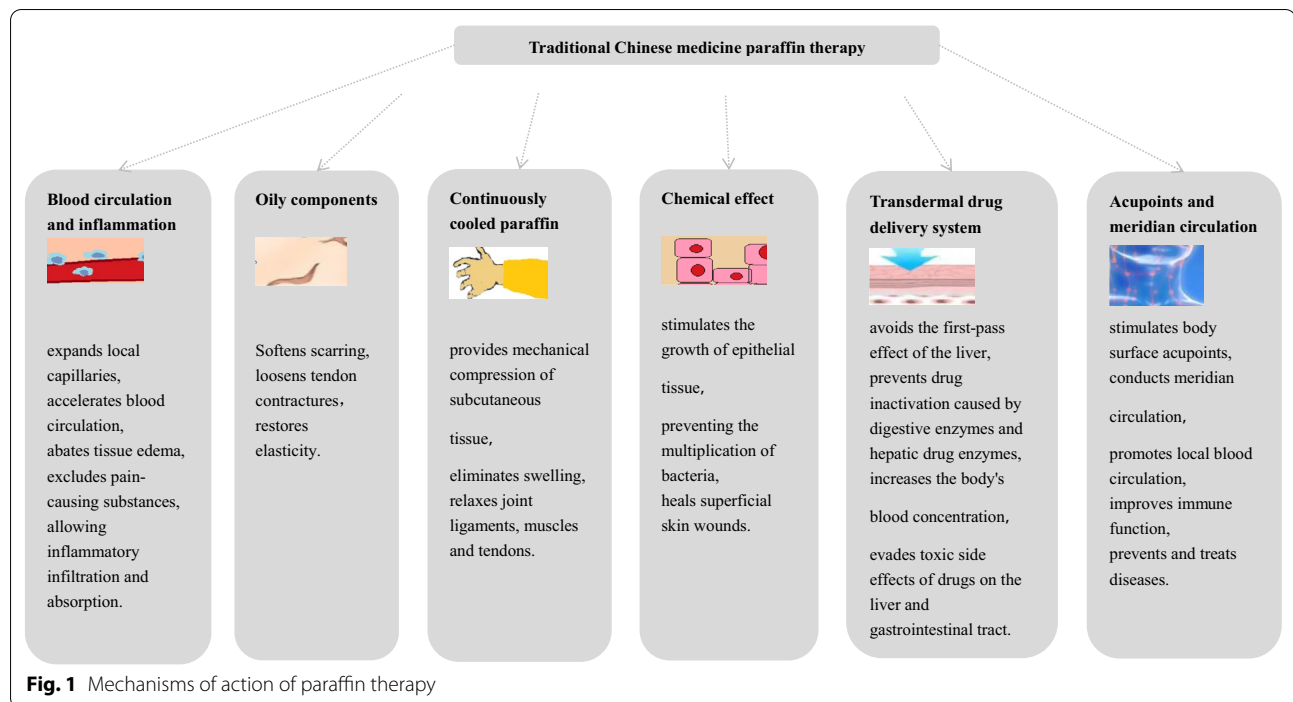 Traditional Chinese medicine paraffin therapy
Blood circulation
and inflammation
expands local
capillaries,
accelerates blood
circulation,
abates tissue edema,
excludes pain-
causing substances,
allowing
inflammatory
infiltration and
absorption.
Oily components
Softens scarring,
loosens tendon
contractures，
restores
elasticity.
Continuously
cooled paraffin
provides mechanical
compression of
subcutaneous
tissue，
eliminates swelling,
relaxes joint
ligaments, muscles
and tendons.
Chemical effect
stimulates the
growth of epithelial
tissue，
preventing the
multiplication of
bacteria,
heals superficial
skin wounds.
Transdermal drug
delivery system
avoids the first-pass
effect of the liver,
prevents drug
inactivation caused by
digestive enzymes and
hepatic drug enzymes,
increases the body's
blood concentration，
evades toxic side
effects of drugs on the
liver and
gastrointestinal tract.
Acupoints and
meridian circulation
stimulates body
surface acupoints,
conducts meridian
circulation，
promotes local blood
circulation,
improves immune
function,
prevents and treats
diseases.
Fig. 1 Mechanisms of action of paraffin therapy